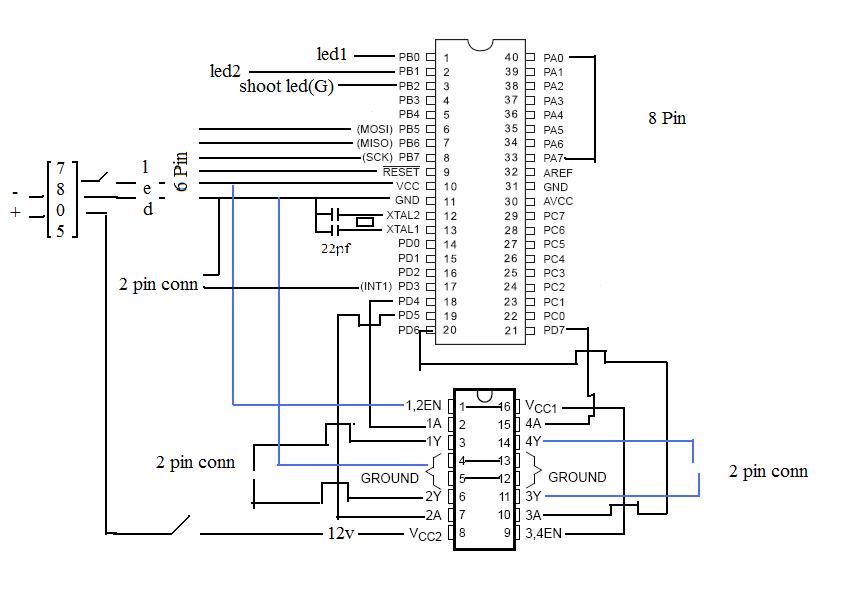 led1 PB0 1 40 PA0
led2 PB1 2 39 PA1
shoot led(G) PB2 3 38 PA2
PB3 4 37 PA3
PB4 5 36 PA4
(MOSI) PB5 6 35 PA5
(MISO) PB6 7 34 PA6
(SCK) PB7 8 33 PA7
8 Pin
6 Pin
RESET 9 32 AREF
VCC 10 31 GND
GND 11 30 AVCC
XTAL2 12 29 PC7
XTAL1 13 28 PC6
22pf
PD0 14 27 PC5
PD1 15 26 PC4
PD2 16 25 PC3
2 pin conn (INT1) PD3 17 24 PC2
PD4 18 23 PC1
PD5 19 22 PC0
PD6 20 21 PD7
7
8
0
5
-
+
l
e
d
1,2EN 1 16 VCC1
1A 2 15 4A
1Y 3 14 4Y
4 13
GROUND 5 12 GROUND
2 pin conn
2 pin conn
2Y 6 11 3Y
2A 7 10 3A
12v VCC2 8 9 3,4EN